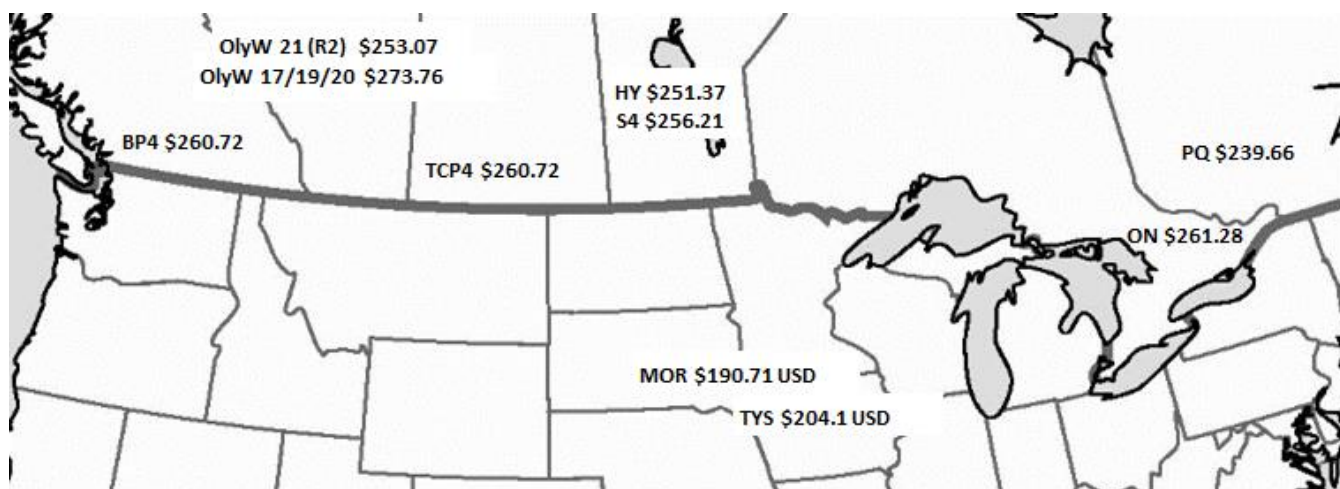 OlyW 21 (R2) $253.07
OlyW 17/19/20 $273.76
HY $251.37
S4 $256.21
BP4 $260.72
TCP4 $260.72
PQ $239.66
ON $261.28
MOR $190.71 USD
TYS $204.1 USD